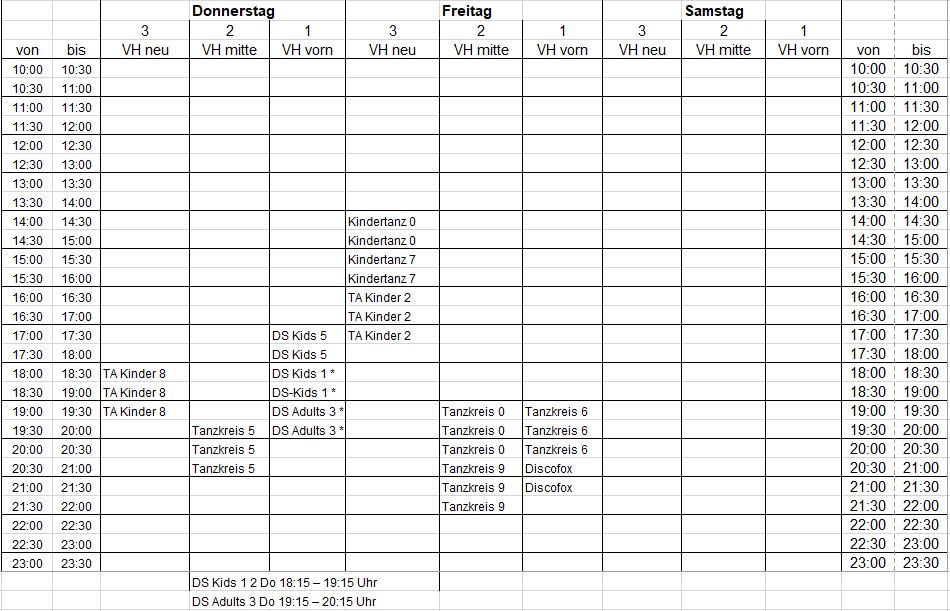 Donnerstag Freitag Samstag
3 2 1 3 2 1 3 2 1
von bis VH neu VH mitte VH vorn VH neu VH mitte VH vorn VH neu VH mitte VH vorn von bis
10:00 10:30 10:00 10:30
10:30 11:00 10:30 11:00
11:00 11:30 11:00 11:30
11:30 12:00 11:30 12:00
12:00 12:30 12:00 12:30
12:30 13:00 12:30 13:00
13:00 13:30 13:00 13:30
13:30 14:00 13:30 14:00
14:00 14:30 Kindertanz 0 14:00 14:30
14:30 15:00 Kindertanz 0 14:30 15:00
15:00 15:30 Kindertanz 7 15:00 15:30
15:30 16:00 Kindertanz 7 15:30 16:00
16:00 16:30 TA Kinder 2 16:00 16:30
16:30 17:00 TA Kinder 2 16:30 17:00
17:00 17:30 DS Kids 5 TA Kinder 2 17:00 17:30
17:30 18:00 DS Kids 5 17:30 18:00
18:00 18:30 TA Kinder 8 DS Kids 1 * 18:00 18:30
18:30 19:00 TA Kinder 8 DS-Kids 1 * 18:30 19:00
19:00 19:30 TA Kinder 8 DS Adults 3 * Tanzkreis 0 Tanzkreis 6 19:00 19:30
19:30 20:00 Tanzkreis 5 DS Adults 3 * Tanzkreis 0 Tanzkreis 6 19:30 20:00
20:00 20:30 Tanzkreis 5 Tanzkreis 0 Tanzkreis 6 20:00 20:30
20:30 21:00 Tanzkreis 5 Tanzkreis 9 Discofox 20:30 21:00
21:00 21:30 Tanzkreis 9 Discofox 21:00 21:30
21:30 22:00 Tanzkreis 9 21:30 22:00
22:00 22:30 22:00 22:30
22:30 23:00 22:30 23:00
23:00 23:30 23:00 23:30
DS Kids 1 2 Do 18:15 – 19:15 Uhr
DS Adults 3 Do 19:15 – 20:15 Uhr